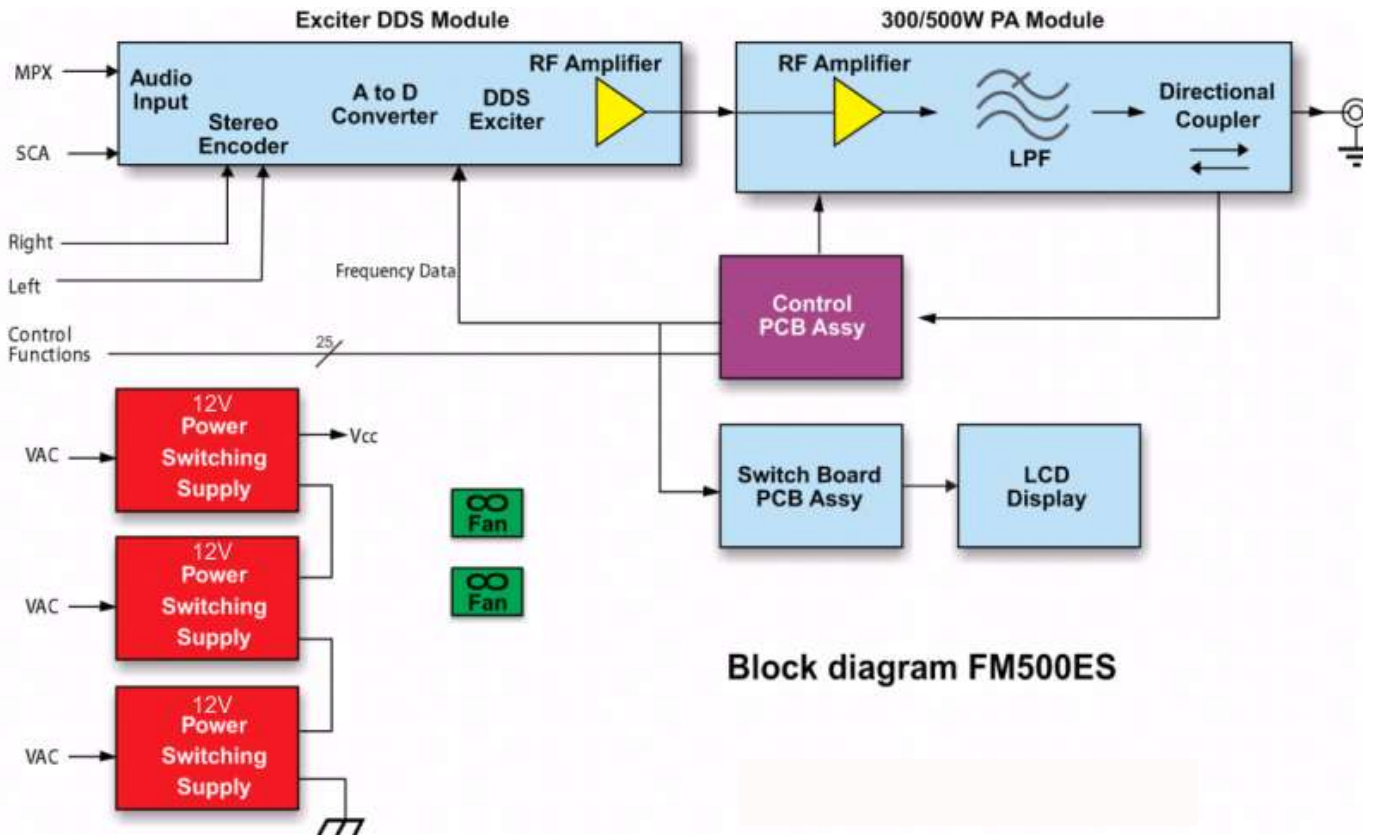 Exciter DDS Module
300/500W PA Module
MPX
SCA
Right
Left
Control
Functions
Audio
Input
Stereo
Encoder
A to D
Converter
DDS
Exciter
RF Amplifier
RF Amplifier
LPF
Directional
Coupler
Frequency Data
25
Control
PCB Assy
12V
Power
Switching
Supply
VAC
Vcc
12V
Power
Switching
Supply
VAC
12V
Power
Switching
Supply
VAC
Fan
Fan
Switch Board
PCB Assy
LCD
Display
Block diagram FM500ES